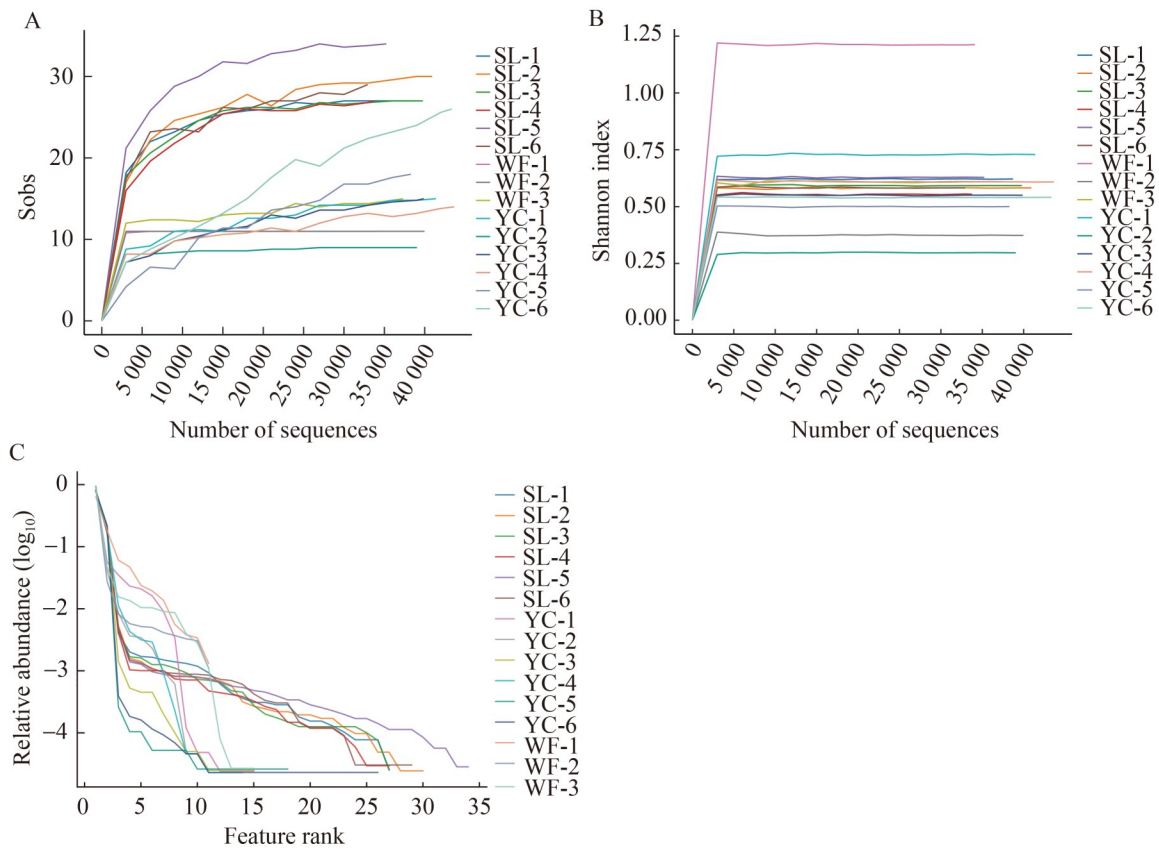 A
Sobs
30
20
10
0
0
5 000
10 000
15 000
20 000
25 000
30 000
35 000
40 000
Number of sequences
SL-1
SL-2
SL-3
SL-4
SL-5
SL-6
WF-1
WF-2
WF-3
YC-1
YC-2
YC-3
YC-4
YC-5
YC-6
B
Shannon index
1.25
1.00
0.75
0.50
0.25
0.00
0
5 000
10 000
15 000
20 000
25 000
30 000
35 000
40 000
Number of sequences
SL-1
SL-2
SL-3
SL-4
SL-5
SL-6
WF-1
WF-2
WF-3
YC-1
YC-2
YC-3
YC-4
YC-5
YC-6
C
Relative abundance (log₁₀)
0
−1
−2
−3
−4
0
5
10
15
20
25
30
35
Feature rank
SL-1
SL-2
SL-3
SL-4
SL-5
SL-6
YC-1
YC-2
YC-3
YC-4
YC-5
YC-6
WF-1
WF-2
WF-3